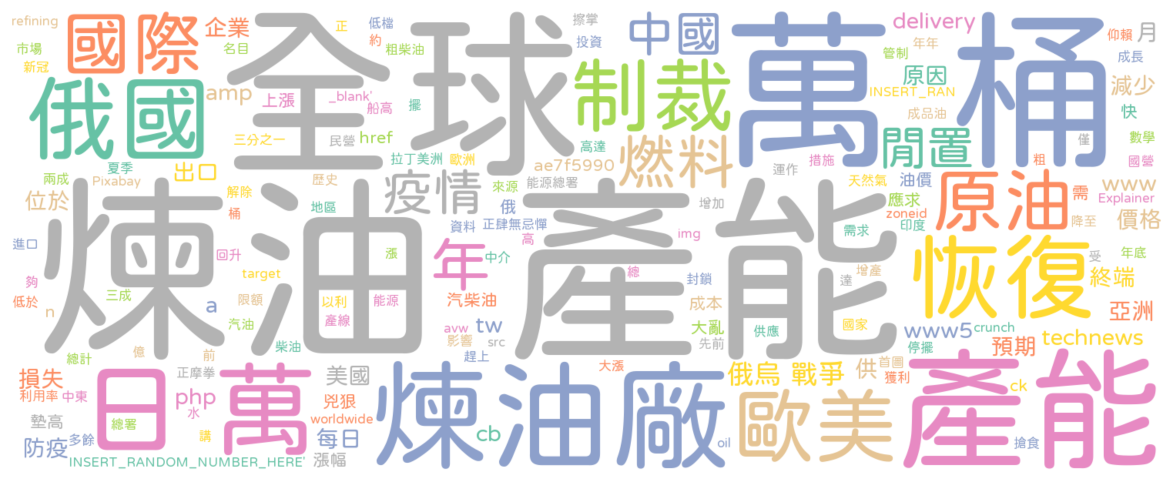 refining
國際
企業
全球
低檔
正
約
粗柴油
擦掌
投資
中國
delivery
萬桶
仰賴
月
市場
新冠
名目
俄國
amp
上漲
_blank'
船高
擺
制裁
管制
年年
原因
INSERT_RAN
成品油
成長
減少
快
三分之一
民營
href
高達
燃料
閒置
僅
數學
國營
夏季
兩成
Pixabay
出口
拉丁美洲
歐洲
ae7f5990
運作
措施
粗
www
Explainer
位於
解除
歷史
疫情
來源
能源總署
天然氣
油價
原油
需
價格
桶
地區
俄
資料
正肆無忌憚
增加
應求
zoneid
印度
降至
煉油產能
進口
回升
漲
年
高
中介
img
需求
恢復
受
年底
夠
target
總
封鎖
達
增產
終端
低於
n
三成
a
限額
以利
能源
汽柴油
成本
亞洲
汽油
產線
avw
tw
影響
src
大亂
先前
供應
國家
www5
crunch
technews
總計
億
前
柴油
趕上
停擺
預期
損失
利用率
中東
正摩拳
美國
大漲
俄烏
戰爭
供
首圖
獲利
產能
日萬
php
水
兇狠
煉油廠
歐美
ck
墊高
總署
講
worldwide
每日
cb
oil
搶食
防疫
多餘
INSERT_RANDOM_NUMBER_HERE'
漲幅